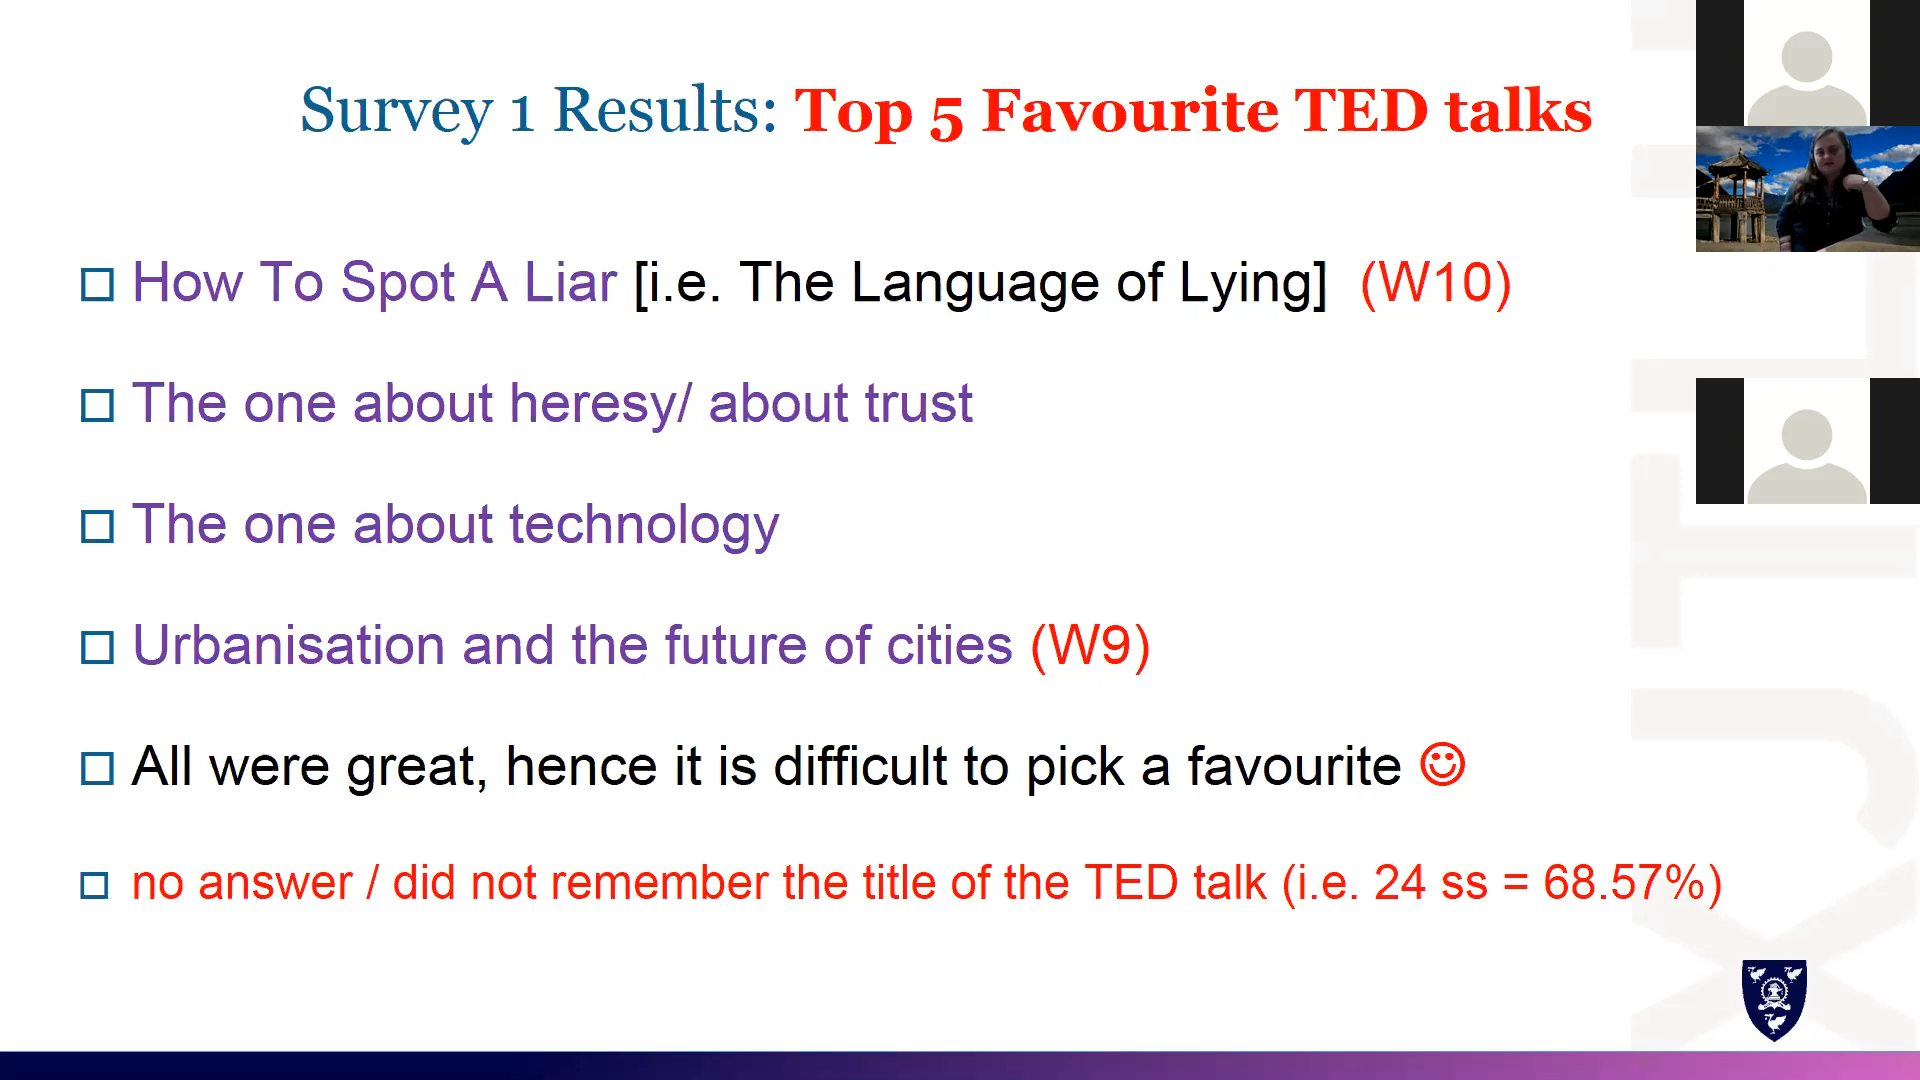 Survey 1 Results: Top 5 Favourite TED talks
How To Spot A Liar [i.e. The Language of Lying] (W10)
The one about heresy/ about trust
The one about technology
Urbanisation and the future of cities (W9)
All were great, hence it is difficult to pick a favourite ☺
no answer / did not remember the title of the TED talk (i.e. 24 ss = 68.57%)
XJTLU